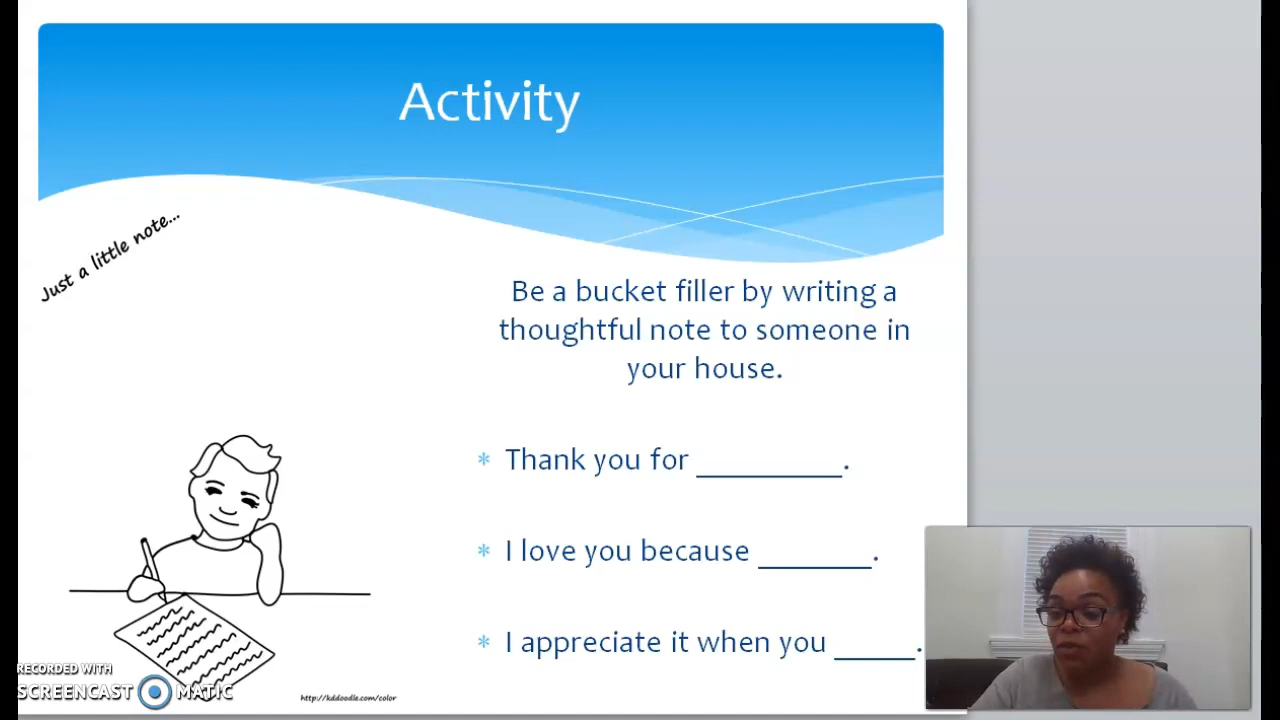 Activity
Just a little note...
Be a bucket filler by writing a
thoughtful note to someone in
your house.
* Thank you for __________.
* I love you because ________.
* I appreciate it when you ______.
RECORDED WITH
SCREENCAST MATIC
http://kddoodle.com/color